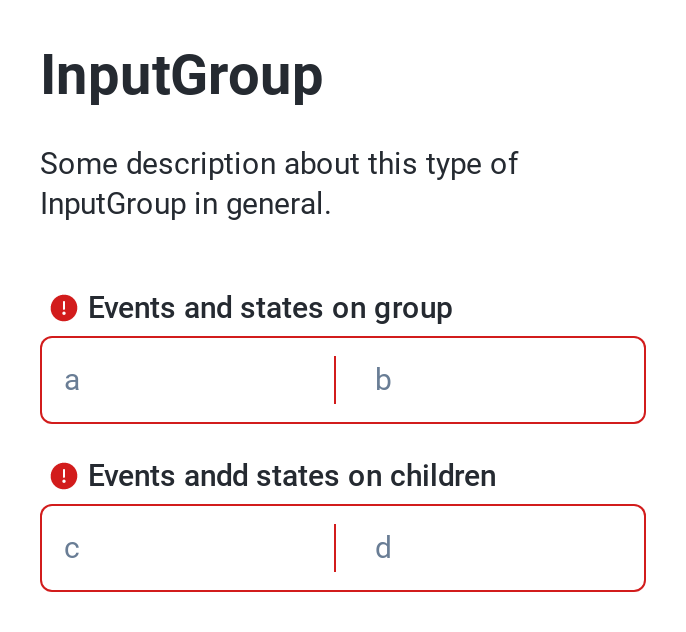 InputGroup
Some description about this type of
InputGroup in general.
Events and states on group
a b
Events andd states on children
c d